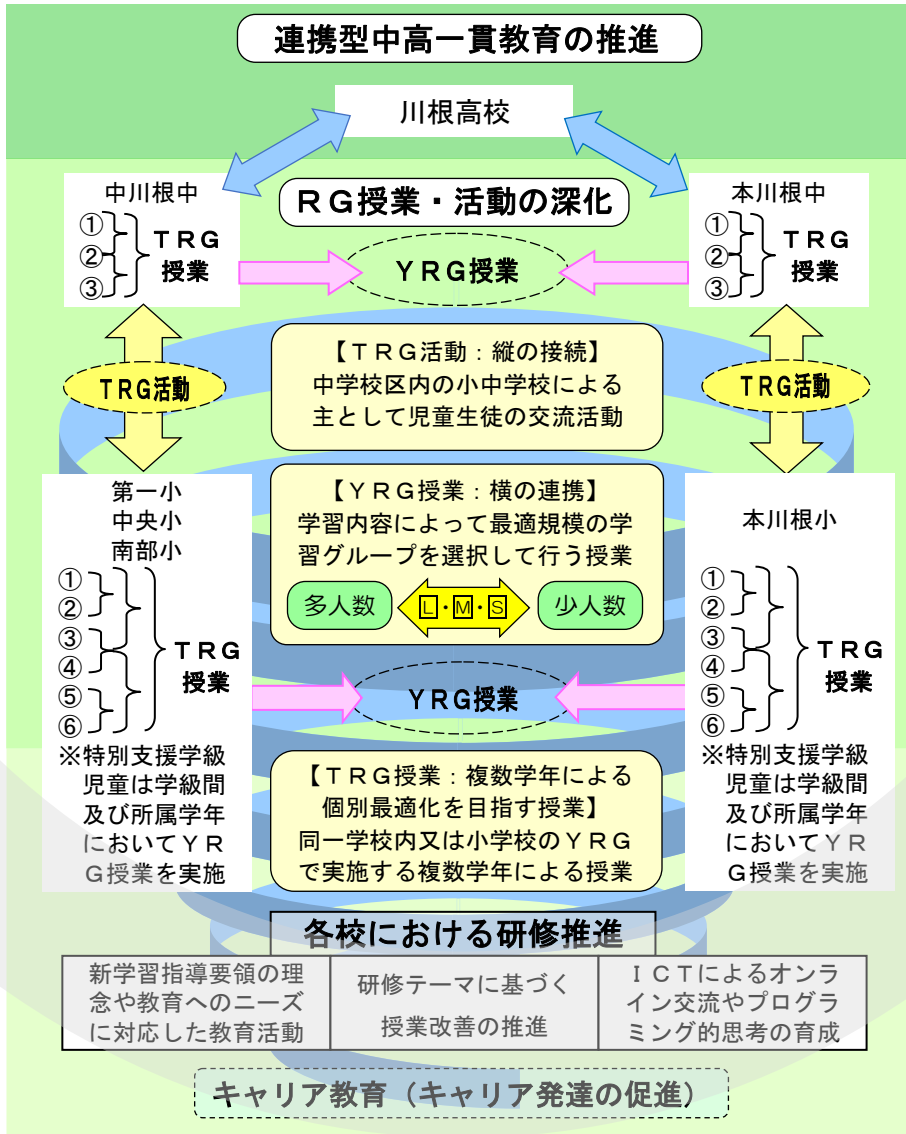 連携型中高一貫教育の推進
川根高校
中川根中
①
②
③
TRG
授業
RG授業・活動の深化
YRG授業
本川根中
①
②
③
TRG
授業
TRG活動
【TRG活動:縦の接続】
中学校区内の小中学校による
主として児童生徒の交流活動
TRG活動
第一小
中央小
南部小
①
②
③
④
⑤
⑥
TRG
授業
※特別支援学級
児童は学級間
及び所属学年
においてYR
G授業を実施
【YRG授業:横の連携】
学習内容によって最適規模の学
習グループを選択して行う授業
多人数
L・M・S
少人数
YRG授業
【TRG授業:複数学年による
個別最適化を目指す授業】
同一学校内又は小学校のYRG
で実施する複数学年による授業
本川根小
①
②
③
④
⑤
⑥
TRG
授業
※特別支援学級
児童は学級間
及び所属学年
においてYR
G授業を実施
各校における研修推進
新学習指導要領の理
念や教育へのニーズ
に対応した教育活動
研修テーマに基づく
授業改善の推進
ICTによるオンラ
イン交流やプログラ
ミング的思考の育成
キャリア教育(キャリア発達の促進)